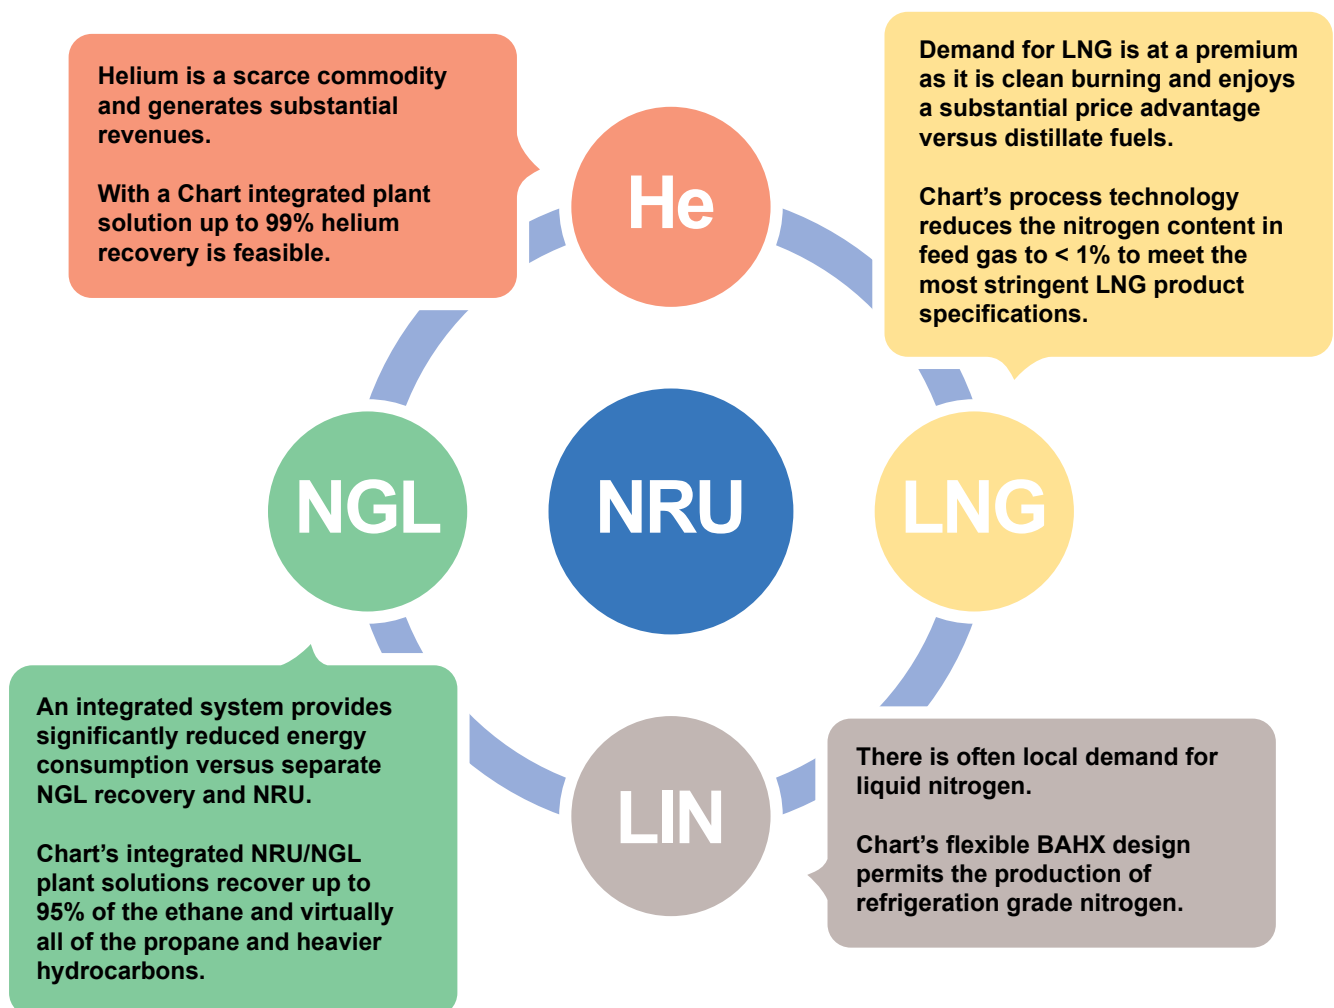 Helium is a scarce commodity
and generates substantial
revenues.
With a Chart integrated plant
solution up to 99% helium
recovery is feasible.
Demand for LNG is at a premium
as it is clean burning and enjoys
a substantial price advantage
versus distillate fuels.
Chart’s process technology
reduces the nitrogen content in
feed gas to < 1% to meet the
most stringent LNG product
specifications.
He
NGL
NRU
LNG
LIN
An integrated system provides
significantly reduced energy
consumption versus separate
NGL recovery and NRU.
Chart’s integrated NRU/NGL
plant solutions recover up to
95% of the ethane and virtually
all of the propane and heavier
hydrocarbons.
There is often local demand for
liquid nitrogen.
Chart’s flexible BAHX design
permits the production of
refrigeration grade nitrogen.